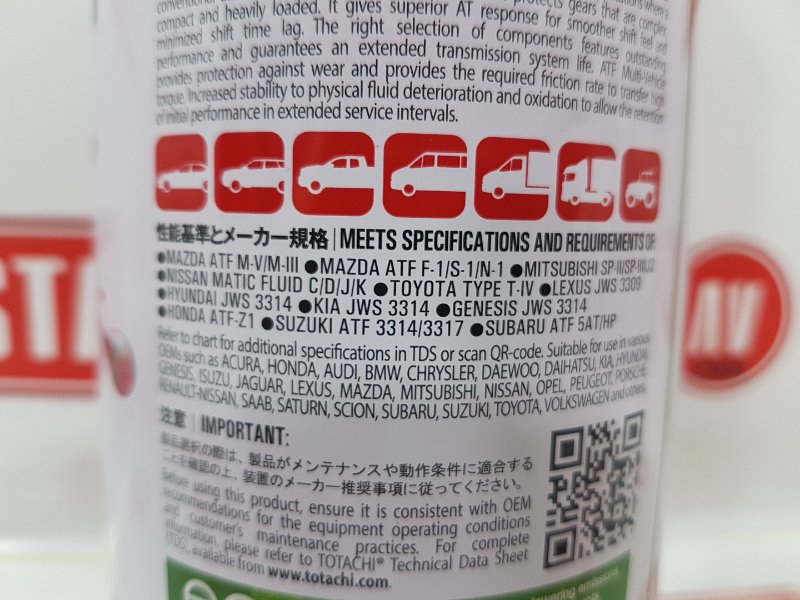 compact and heavily loaded. It gives superior AT response for smoother shift feel and
minimized shift time lag. The right selection of components features outstanding
performance and guarantees an extended transmission system life. ATF Multi-Vehicle
provides protection against wear and provides the required friction rate to transfer high
torque. Increased stability to physical fluid deterioration and oxidation to allow the retention
of initial performance in extended service intervals.
性能基準とメーカー規格 | MEETS SPECIFICATIONS AND REQUIREMENTS OF:
●MAZDA ATF M-V/M-III ●MAZDA ATF F-1/S-1/N-1 ●MITSUBISHI SP-II/SP-III/J2
●NISSAN MATIC FLUID C/D/J/K ●TOYOTA TYPE T-IV ●LEXUS JWS 3309
●HYUNDAI JWS 3314 ●KIA JWS 3314 ●GENESIS JWS 3314
●HONDA ATF-Z1 ●SUZUKI ATF 3314/3317 ●SUBARU ATF 5AT/HP
Refer to chart for additional specifications in TDS or scan QR-code. Suitable for use in various
OEMs such as ACURA, HONDA, AUDI, BMW, CHRYSLER, DAEWOO, DAIHATSU, KIA, HYUNDAI,
GENESIS, ISUZU, JAGUAR, LEXUS, MAZDA, MITSUBISHI, NISSAN, OPEL, PEUGEOT, PORSCHE,
RENAULT-NISSAN, SAAB, SATURN, SCION, SUBARU, SUZUKI, TOYOTA, VOLKSWAGEN and others.
注意 | IMPORTANT:
製品選択の際は、製品がメンテナンスや動作条件に適合する
ことを確認の上、装置のメーカー推奨事項に従ってください。
Before using this product, ensure it is consistent with OEM
recommendations for the equipment operating conditions
and customer's maintenance practices. For complete
information, please refer to TOTACHI® Technical Data Sheet
(TDS), available from www.totachi.com.
lowering emissions,
STA
AV